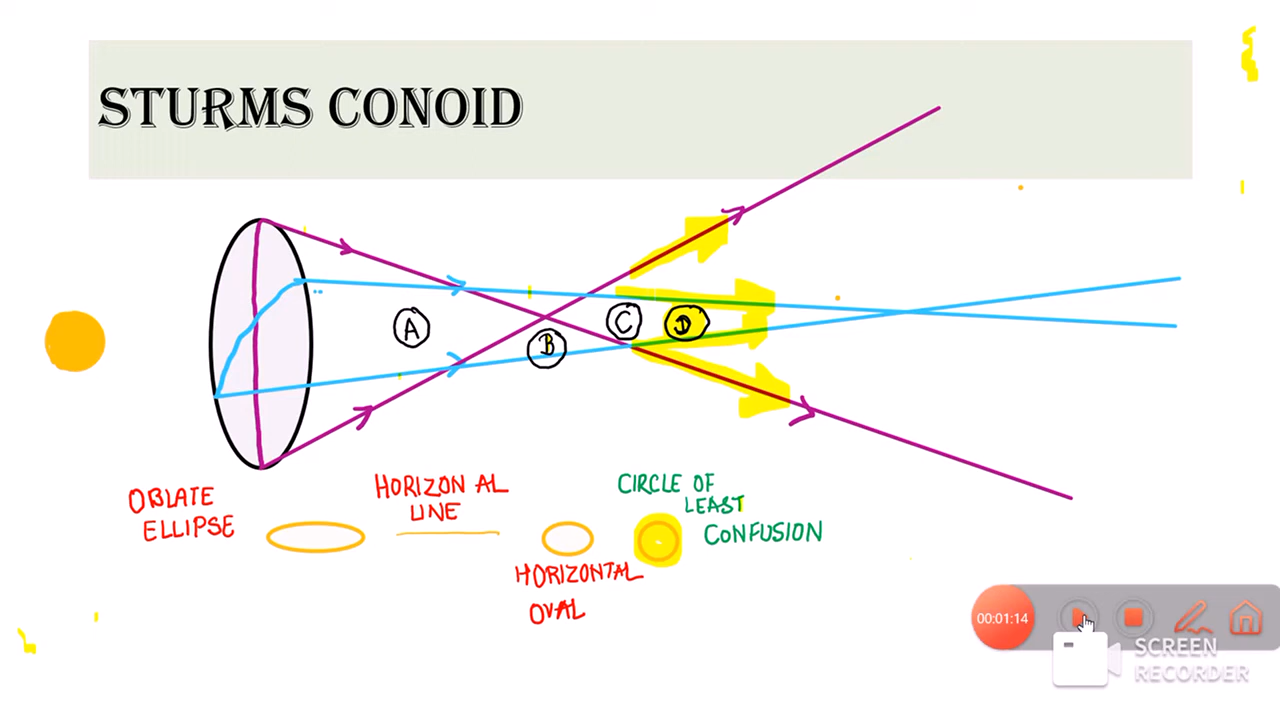 STURMS CONOID
A
B
C
D
OBLATE
ELLIPSE
HORIZON AL
LINE
CIRCLE OF
LEAST
CONFUSION
HORIZONTAL
OVAL
00:01:14
SCREEN
RECORDER